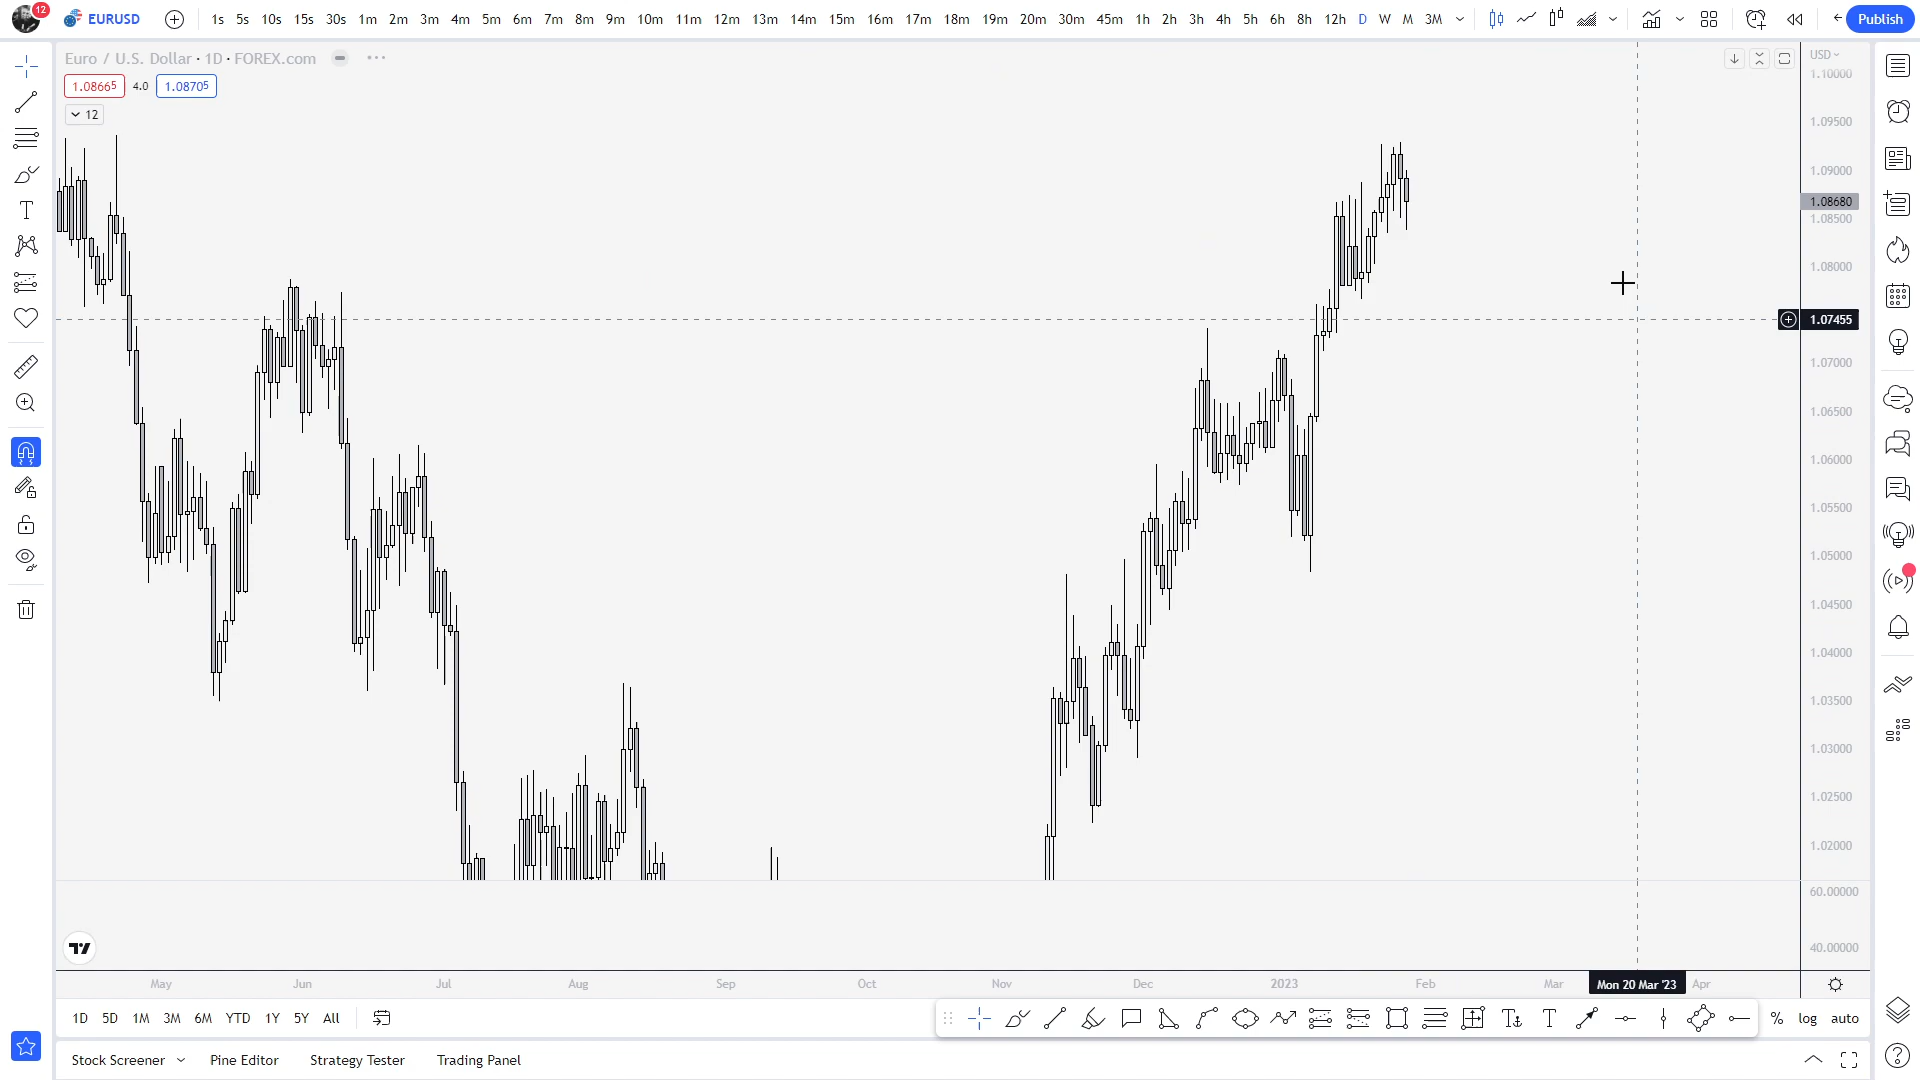 12
EURUSD
1s 5s 10s 15s 30s 1m 2m 3m 4m 5m 6m 7m 8m 9m 10m 11m 12m 13m 14m 15m 16m 17m 18m 19m 20m 30m 45m 1h 2h 3h 4h 5h 6h 8h 12h D W M 3M
Publish
Euro / U.S. Dollar · 1D · FOREX.com
USD
1.08665 4.0 1.08705
12
1.10000
1.09500
1.09000
1.08680
1.08500
1.08000
1.07455
1.07000
1.06500
1.06000
1.05500
1.05000
1.04500
1.04000
1.03500
1.03000
1.02500
1.02000
60.00000
40.00000
May Jun Jul Aug Sep Oct Nov Dec 2023 Feb Mar Mon 20 Mar '23 Apr
1D 5D 1M 3M 6M YTD 1Y 5Y All
% log auto
Stock Screener Pine Editor Strategy Tester Trading Panel